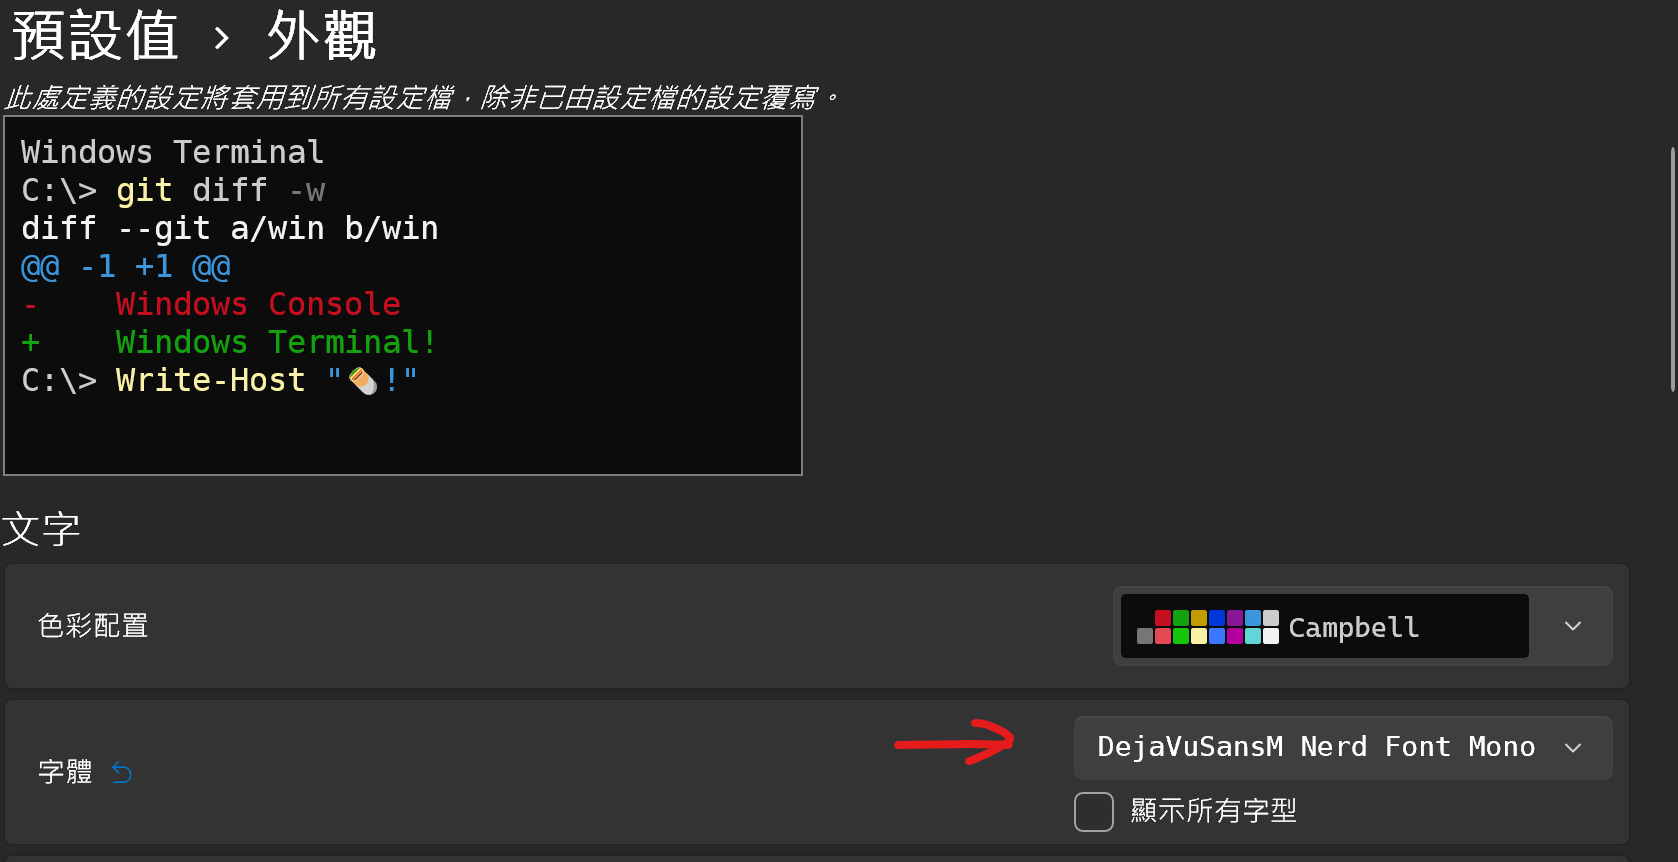 預設值 › 外觀
此處定義的設定將套用到所有設定檔，除非已由設定檔的設定覆寫。
Windows Terminal
C:\> git diff -w
diff --git a/win b/win
@@ -1 +1 @@
-    Windows Console
+    Windows Terminal!
C:\> Write-Host "🌯!"
文字
色彩配置
Campbell
字體
DejaVuSansM Nerd Font Mono
顯示所有字型